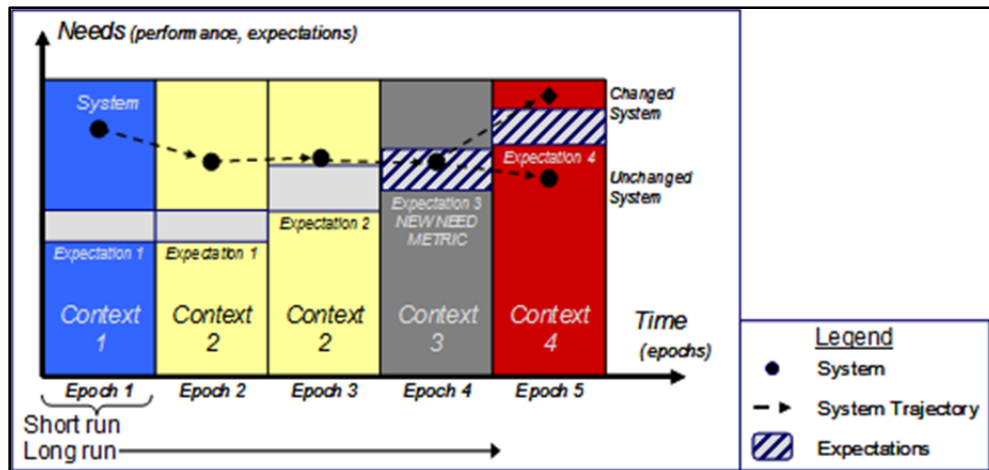 Needs (performance, expectations)
System
Changed
System
Expectation 4
Unchanged
System
Expectation 3
NEW NEED
METRIC
Expectation 2
Expectation 1
Expectation 1
Context
1
Context
2
Context
2
Context
3
Context
4
Time
(epochs)
Epoch 1
Epoch 2
Epoch 3
Epoch 4
Epoch 5
Short run
Long run
Legend
System
System Trajectory
Expectations